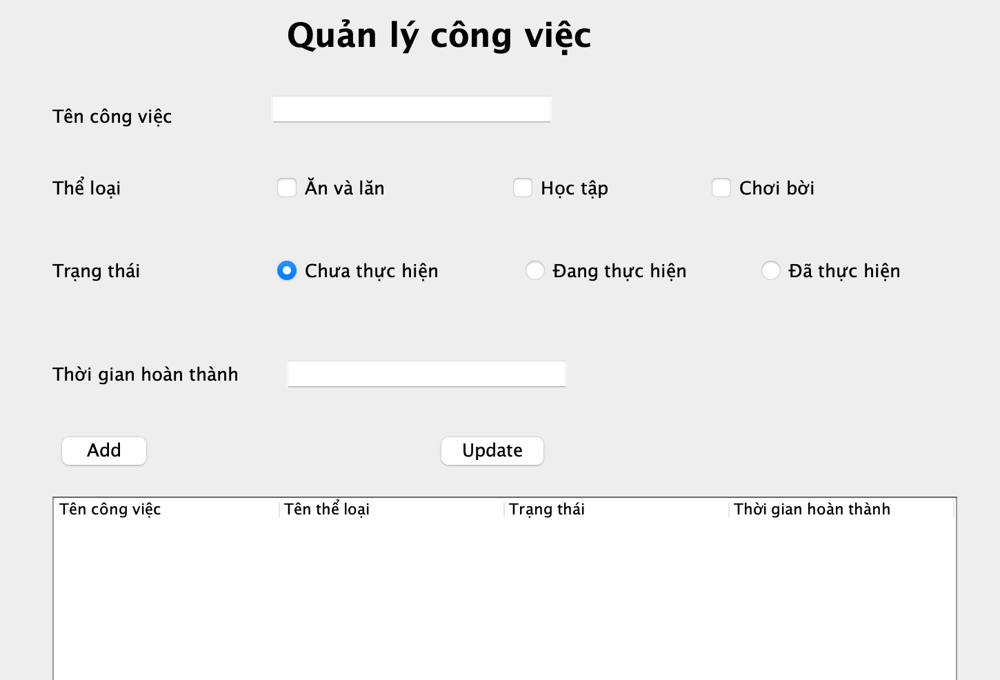 Quản lý công việc
Tên công việc
Thể loại Ăn và lăn Học tập Chơi bời
Trạng thái Chưa thực hiện Đang thực hiện Đã thực hiện
Thời gian hoàn thành
Add Update
Tên công việc Tên thể loại Trạng thái Thời gian hoàn thành